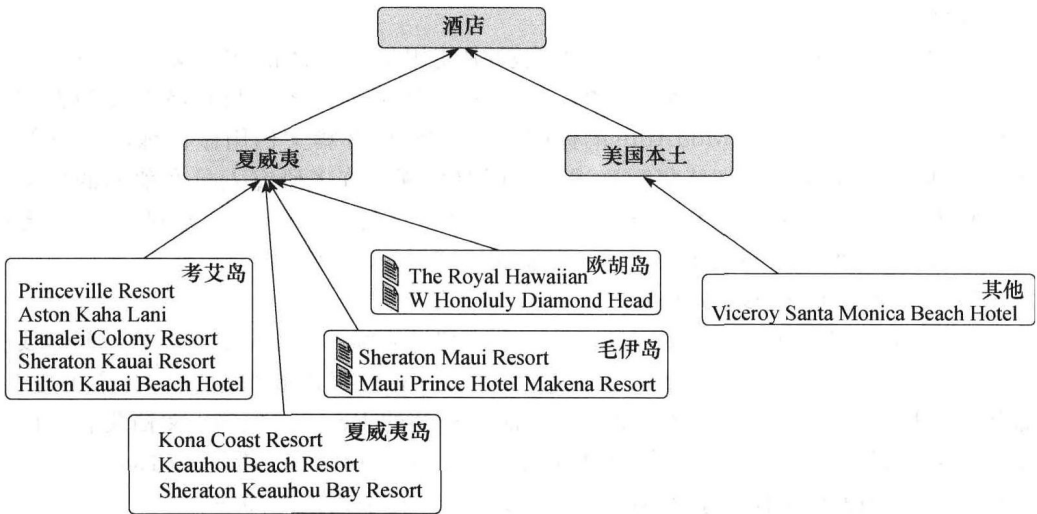 酒店
夏威夷
美国本土
考艾岛
Princeville Resort
Aston Kaha Lani
Hanalei Colony Resort
Sheraton Kauai Resort
Hilton Kauai Beach Hotel
欧胡岛
The Royal Hawaiian
W Honoluly Diamond Head
其他
Viceroy Santa Monica Beach Hotel
毛伊岛
Sheraton Maui Resort
Maui Prince Hotel Makena Resort
夏威夷岛
Kona Coast Resort
Keauhou Beach Resort
Sheraton Keauhou Bay Resort